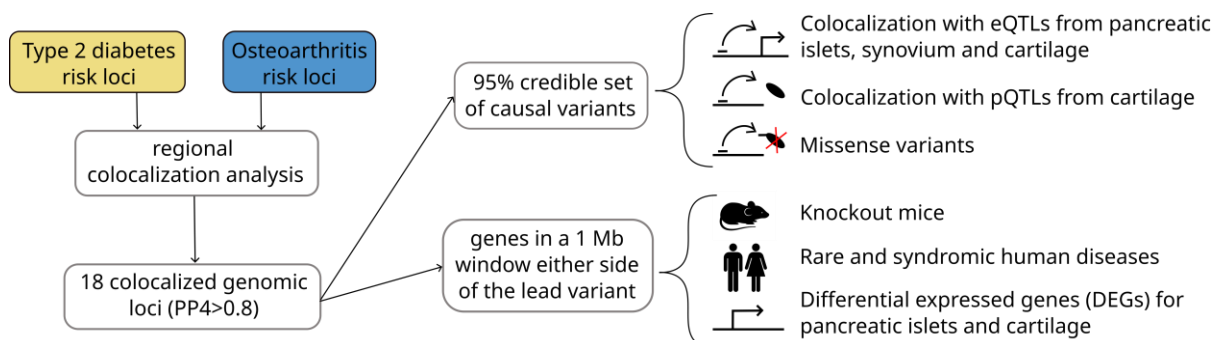 Type 2 diabetes
risk loci
Osteoarthritis
risk loci
regional
colocalization analysis
18 colocalized genomic
loci (PP4>0.8)
95% credible set
of causal variants
genes in a 1 Mb
window either side
of the lead variant
Colocalization with eQTLs from pancreatic
islets, synovium and cartilage
Colocalization with pQTLs from cartilage
Missense variants
Knockout mice
Rare and syndromic human diseases
Differential expressed genes (DEGs) for
pancreatic islets and cartilage